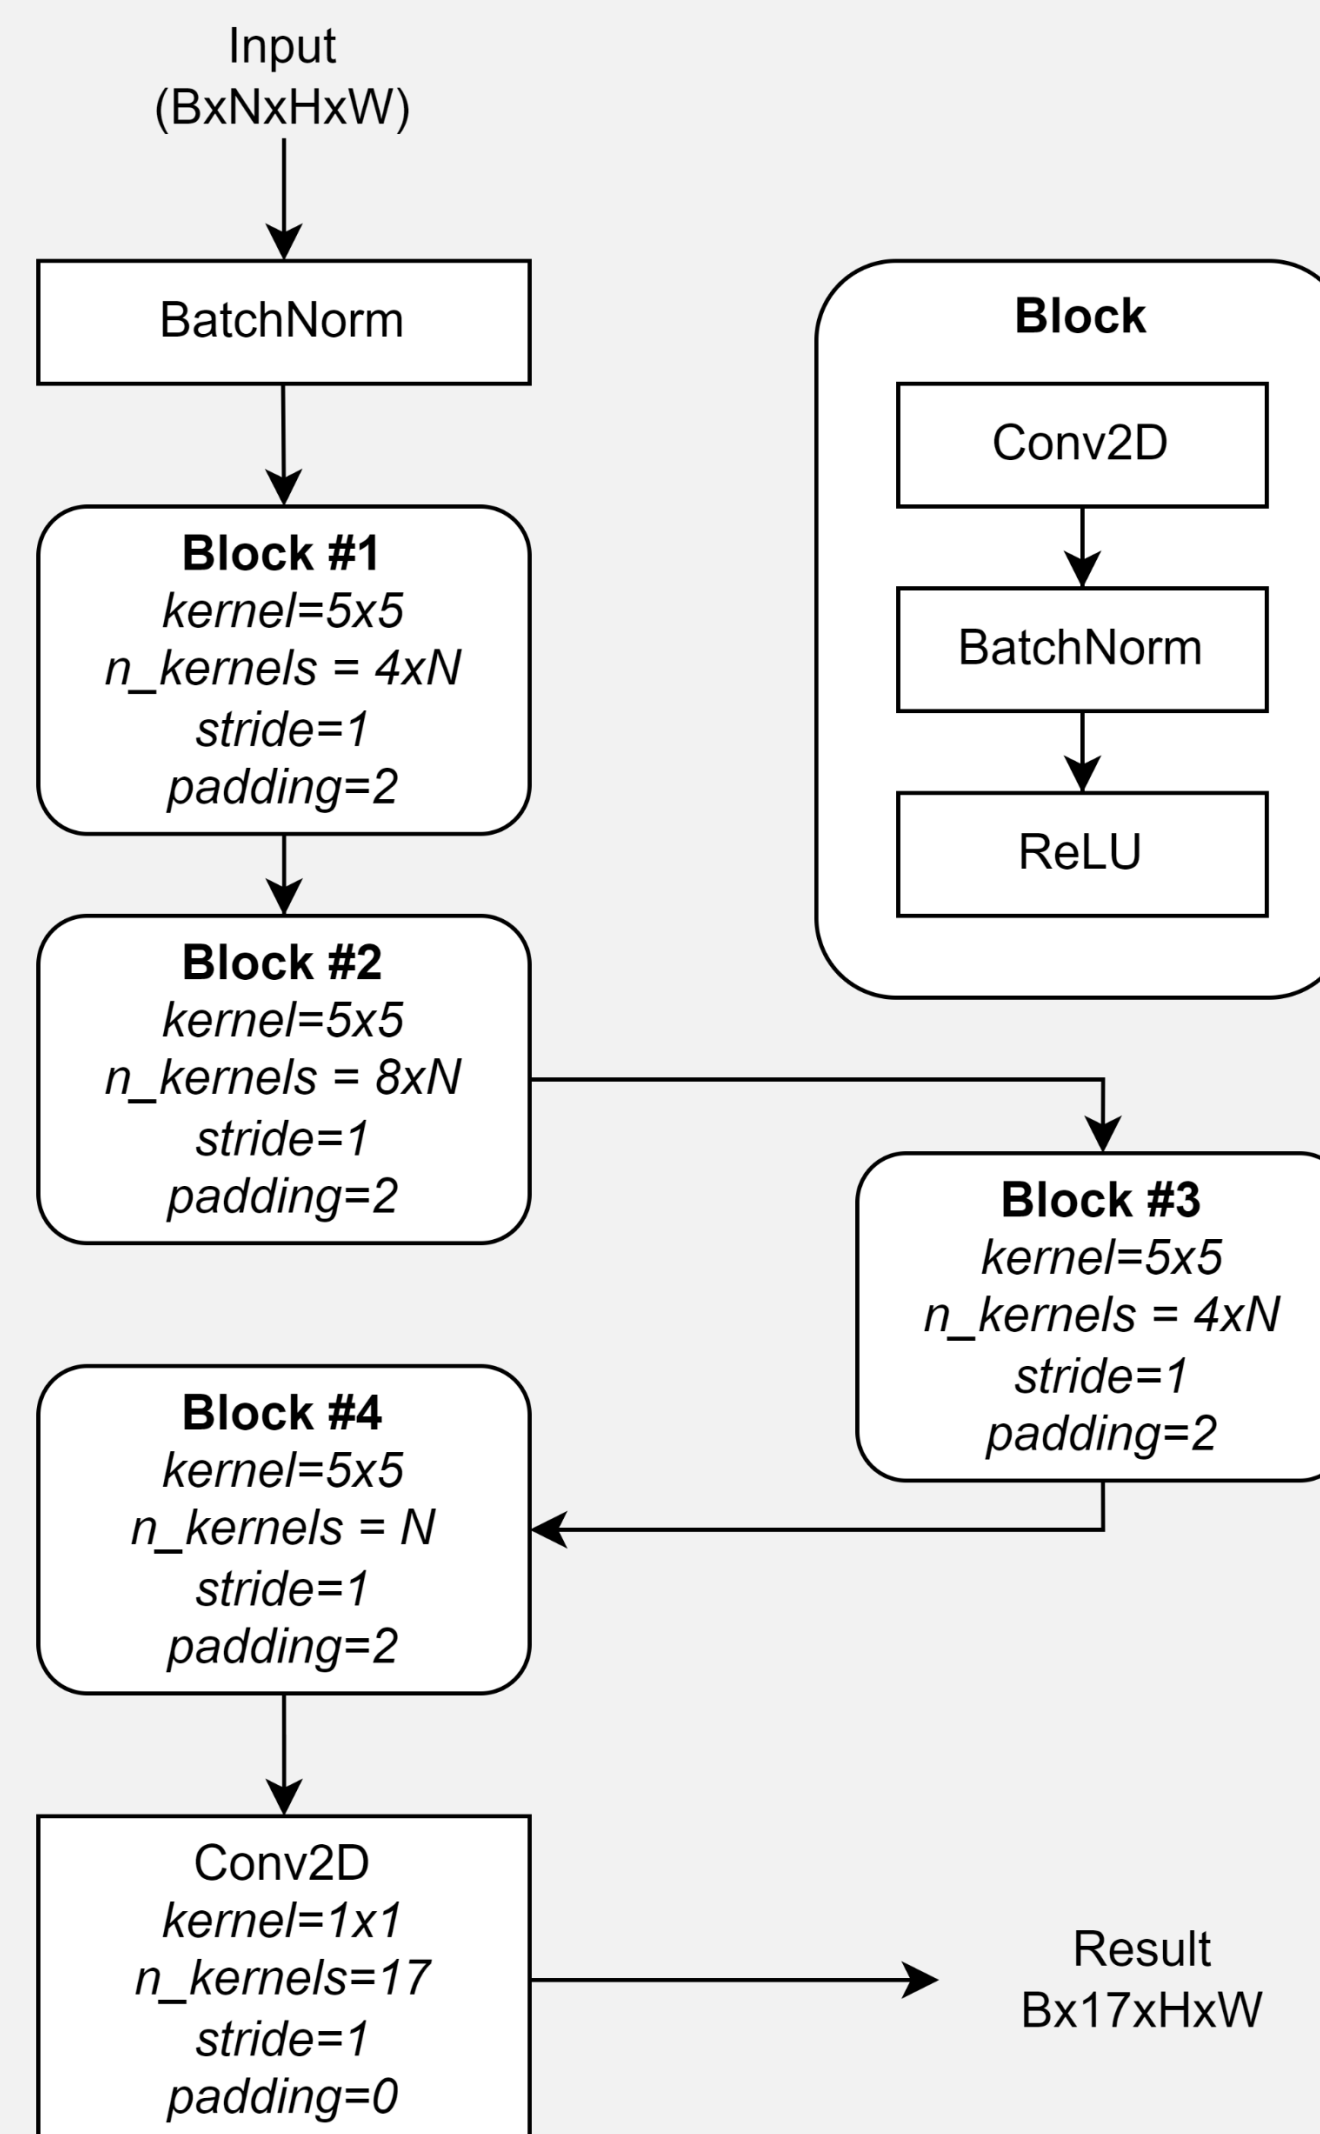 Input
(BxNxHxW)
BatchNorm
Block #1
kernel=5x5
n_kernels = 4xN
stride=1
padding=2
Block #2
kernel=5x5
n_kernels = 8xN
stride=1
padding=2
Block
Conv2D
BatchNorm
ReLU
Block #3
kernel=5x5
n_kernels = 4xN
stride=1
padding=2
Block #4
kernel=5x5
n_kernels = N
stride=1
padding=2
Conv2D
kernel=1x1
n_kernels=17
stride=1
padding=0
Result
Bx17xHxW